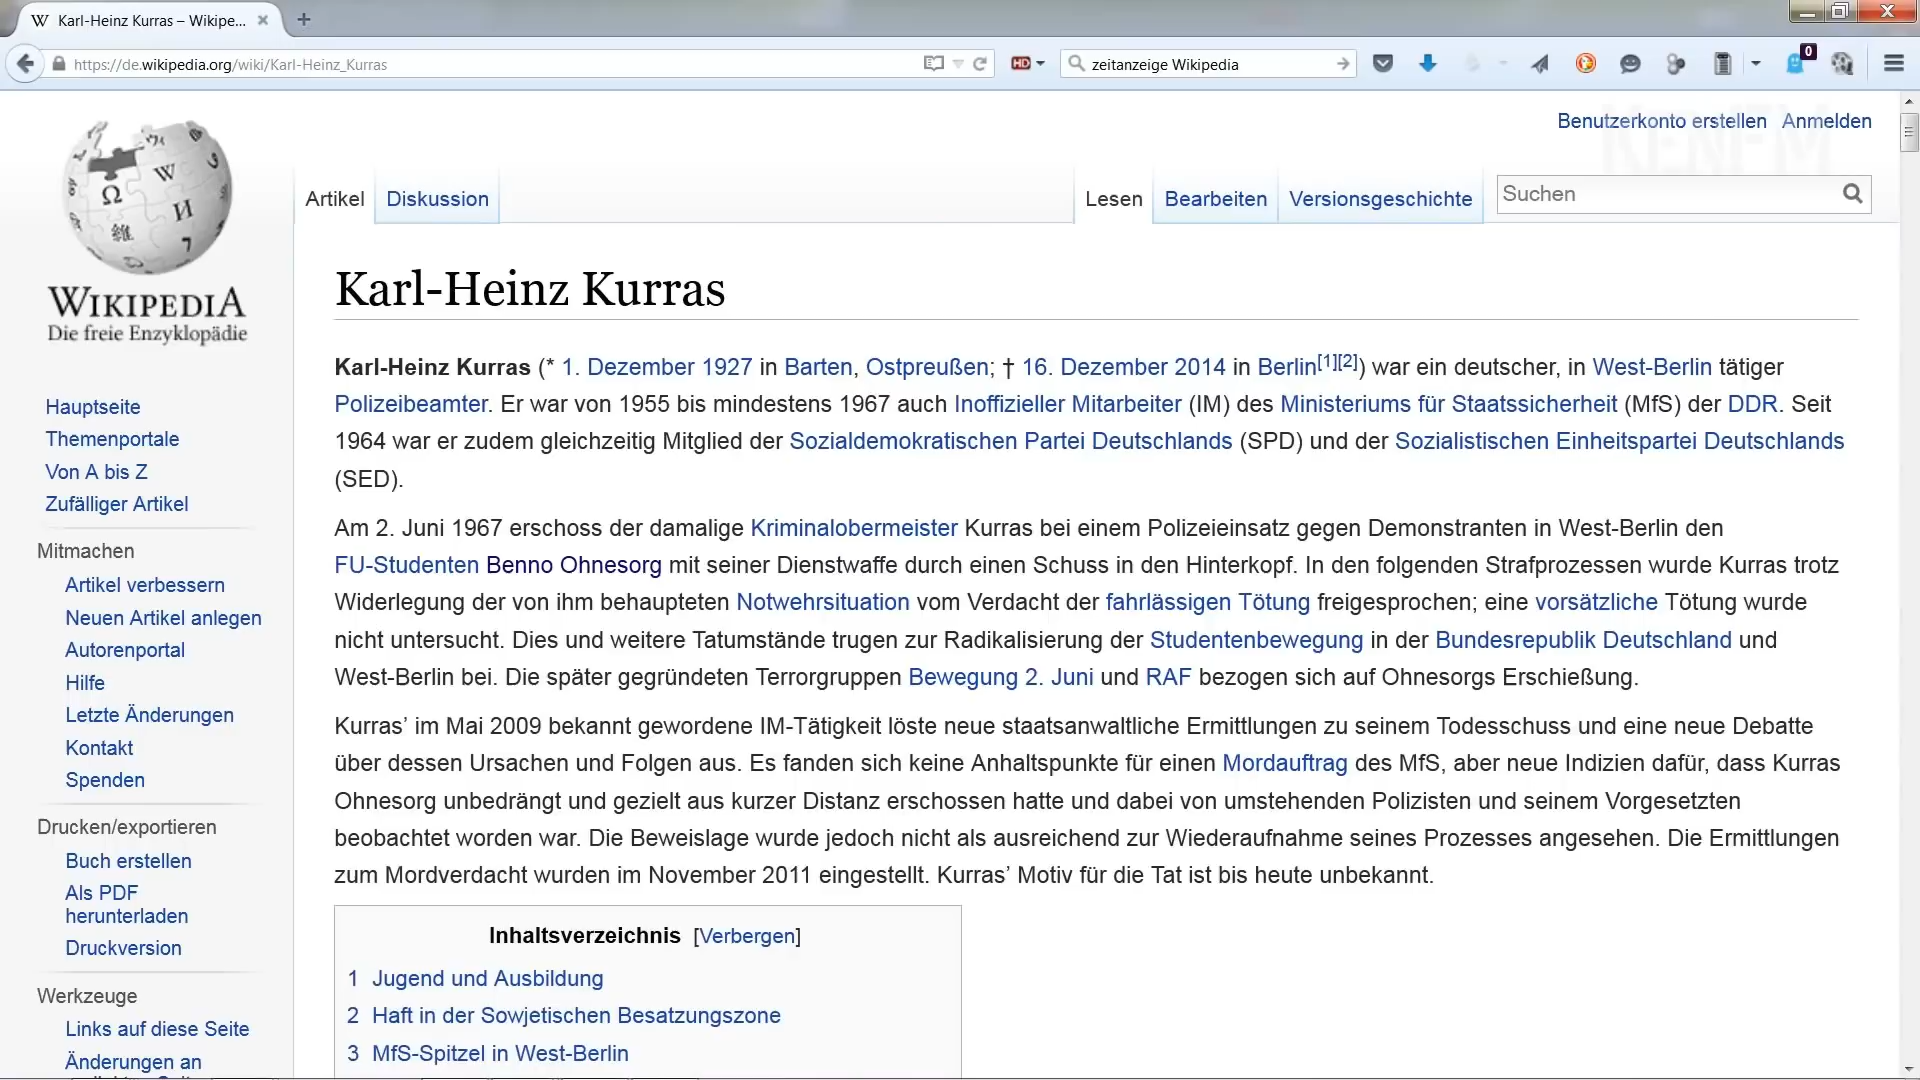 Karl-Heinz Kurras – Wikipe...
https://de.wikipedia.org/wiki/Karl-Heinz_Kurras
HD
zeitanzeige Wikipedia
0
KENFM
Benutzerkonto erstellen Anmelden
Artikel Diskussion Lesen Bearbeiten Versionsgeschichte Suchen
WIKIPEDIA
Die freie Enzyklopädie
Hauptseite
Themenportale
Von A bis Z
Zufälliger Artikel
Mitmachen
Artikel verbessern
Neuen Artikel anlegen
Autorenportal
Hilfe
Letzte Änderungen
Kontakt
Spenden
Drucken/exportieren
Buch erstellen
Als PDF
herunterladen
Druckversion
Werkzeuge
Links auf diese Seite
Änderungen an
Karl-Heinz Kurras
Karl-Heinz Kurras (* 1. Dezember 1927 in Barten, Ostpreußen; † 16. Dezember 2014 in Berlin[1][2]) war ein deutscher, in West-Berlin tätiger
Polizeibeamter. Er war von 1955 bis mindestens 1967 auch Inoffizieller Mitarbeiter (IM) des Ministeriums für Staatssicherheit (MfS) der DDR. Seit
1964 war er zudem gleichzeitig Mitglied der Sozialdemokratischen Partei Deutschlands (SPD) und der Sozialistischen Einheitspartei Deutschlands
(SED).
Am 2. Juni 1967 erschoss der damalige Kriminalobermeister Kurras bei einem Polizeieinsatz gegen Demonstranten in West-Berlin den
FU-Studenten Benno Ohnesorg mit seiner Dienstwaffe durch einen Schuss in den Hinterkopf. In den folgenden Strafprozessen wurde Kurras trotz
Widerlegung der von ihm behaupteten Notwehrsituation vom Verdacht der fahrlässigen Tötung freigesprochen; eine vorsätzliche Tötung wurde
nicht untersucht. Dies und weitere Tatumstände trugen zur Radikalisierung der Studentenbewegung in der Bundesrepublik Deutschland und
West-Berlin bei. Die später gegründeten Terrorgruppen Bewegung 2. Juni und RAF bezogen sich auf Ohnesorgs Erschießung.
Kurras’ im Mai 2009 bekannt gewordene IM-Tätigkeit löste neue staatsanwaltliche Ermittlungen zu seinem Todesschuss und eine neue Debatte
über dessen Ursachen und Folgen aus. Es fanden sich keine Anhaltspunkte für einen Mordauftrag des MfS, aber neue Indizien dafür, dass Kurras
Ohnesorg unbedrängt und gezielt aus kurzer Distanz erschossen hatte und dabei von umstehenden Polizisten und seinem Vorgesetzten
beobachtet worden war. Die Beweislage wurde jedoch nicht als ausreichend zur Wiederaufnahme seines Prozesses angesehen. Die Ermittlungen
zum Mordverdacht wurden im November 2011 eingestellt. Kurras’ Motiv für die Tat ist bis heute unbekannt.
Inhaltsverzeichnis [Verbergen]
1 Jugend und Ausbildung
2 Haft in der Sowjetischen Besatzungszone
3 MfS-Spitzel in West-Berlin